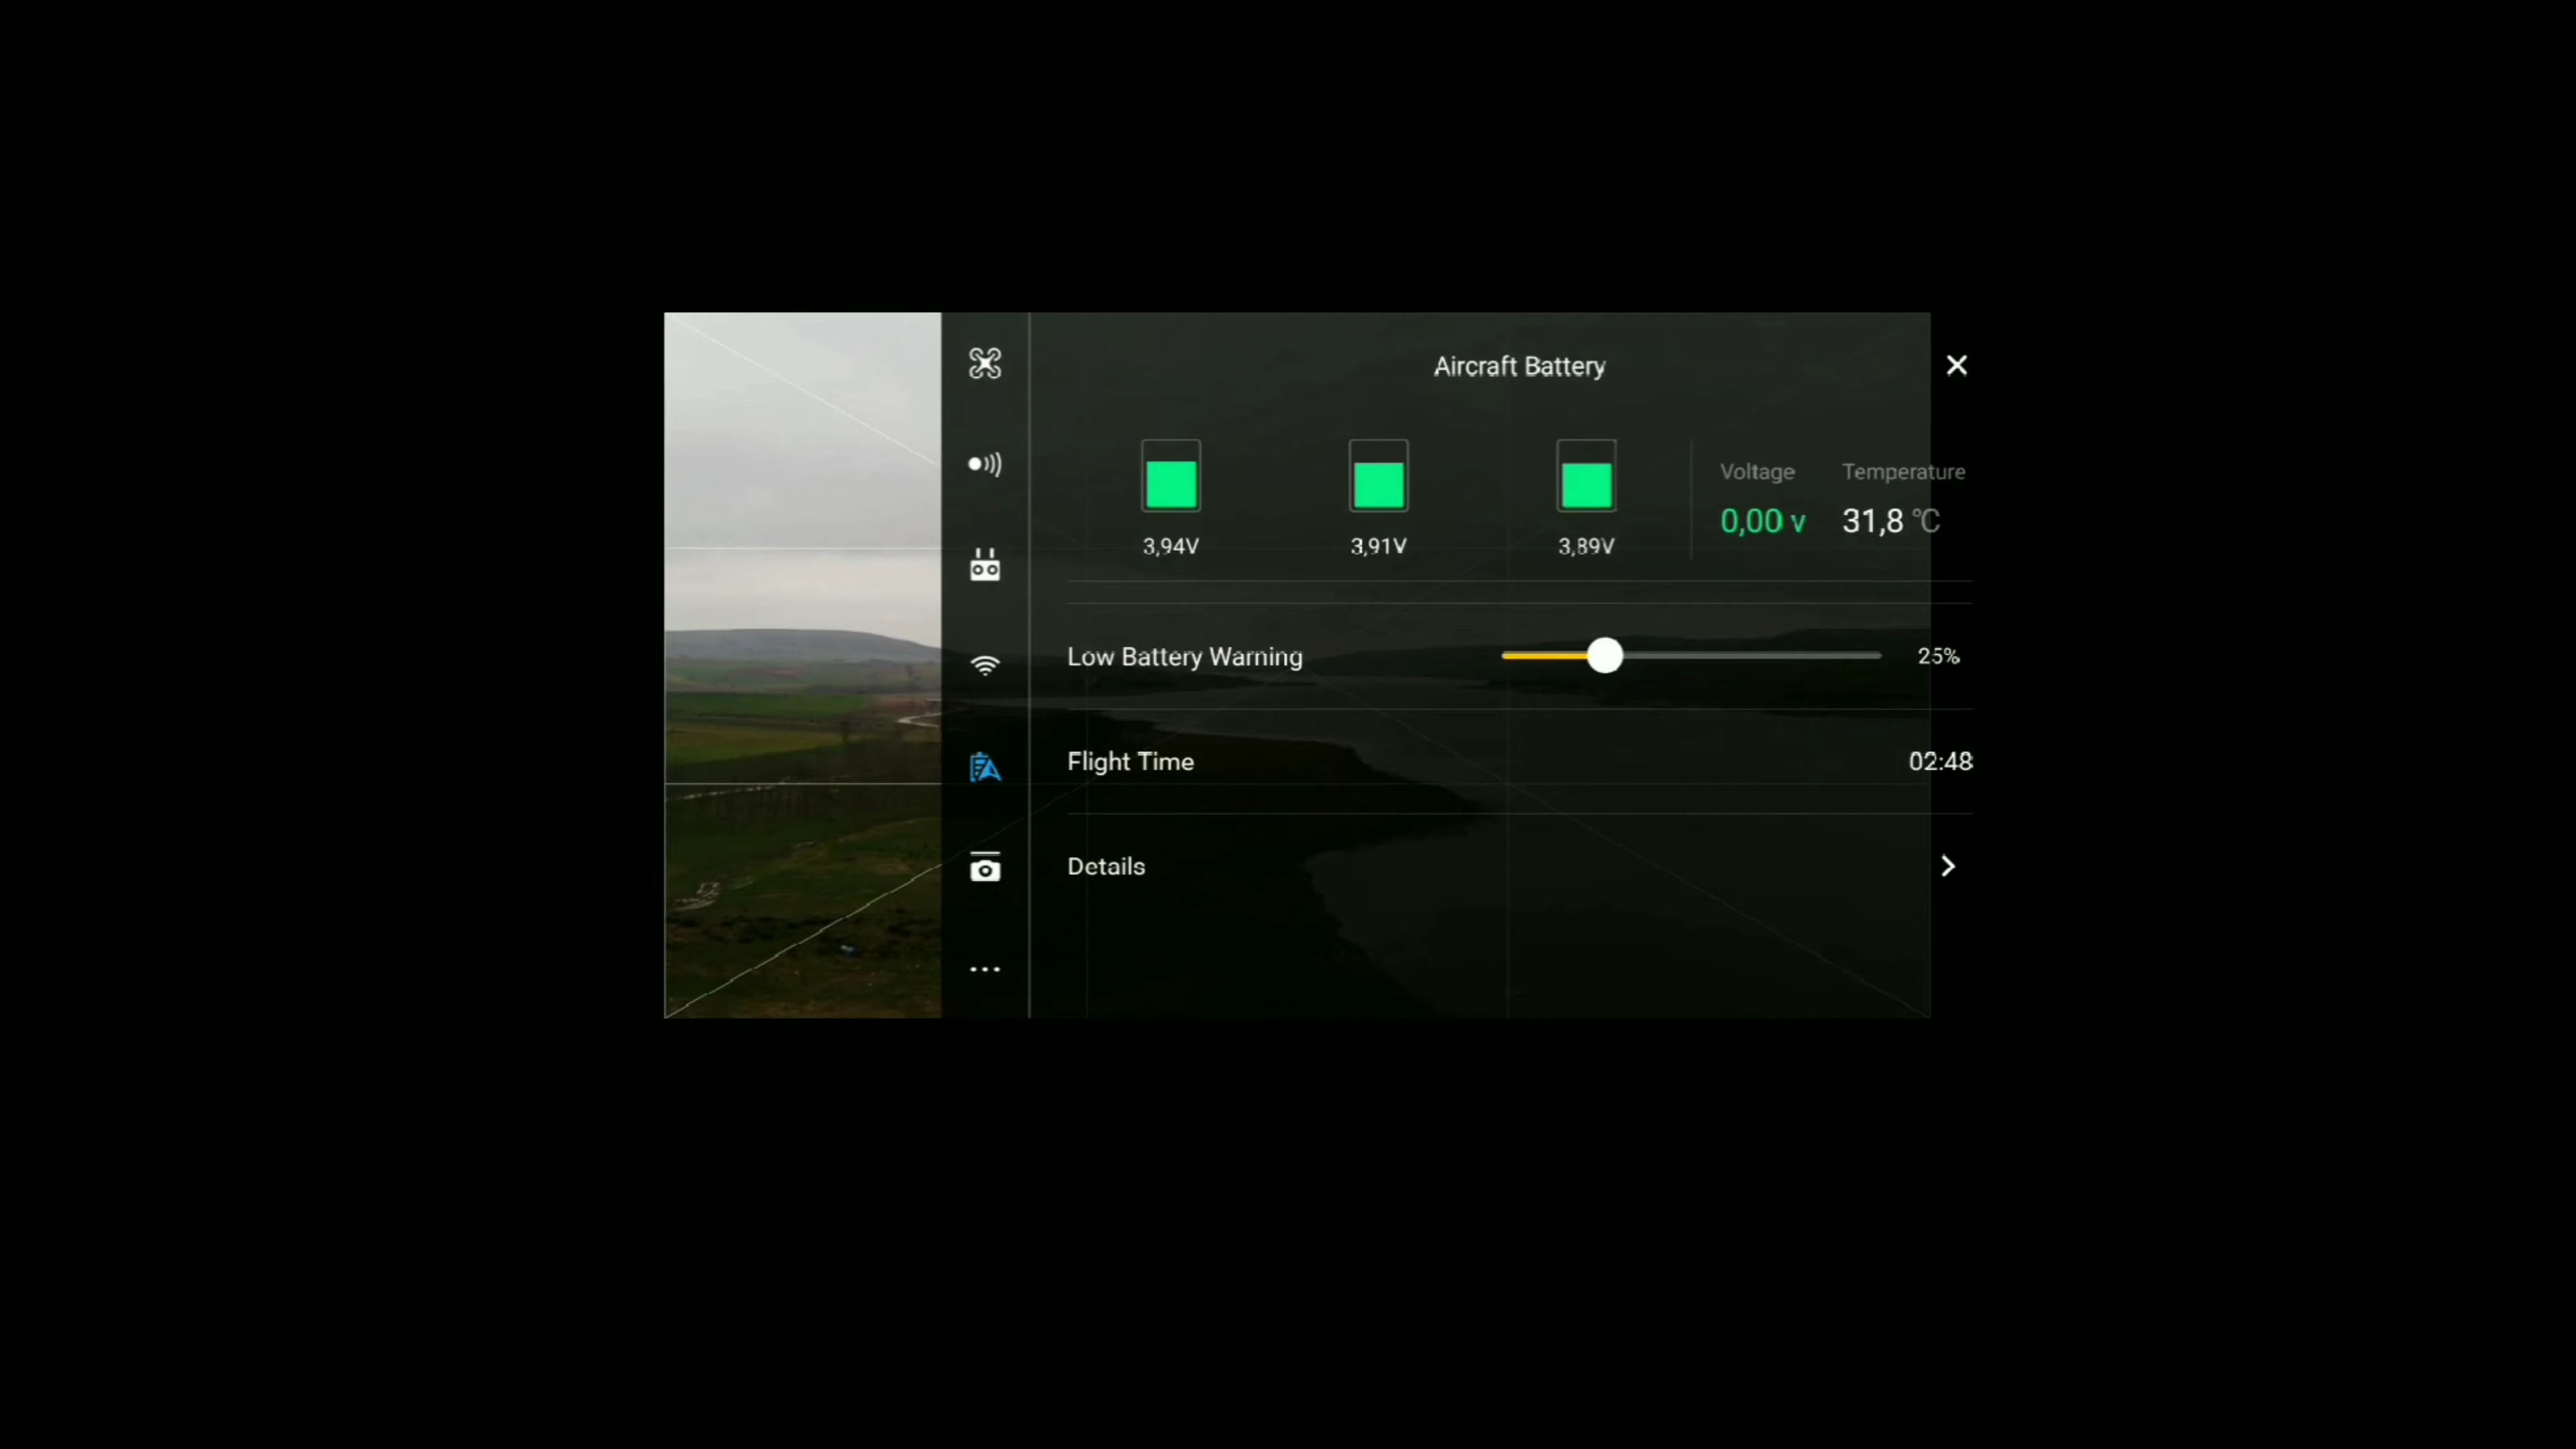 Aircraft Battery
Voltage Temperature
0,00 v 31,8 °C
3,94V 3,91V 3,89V
Low Battery Warning 25%
Flight Time 02:48
Details